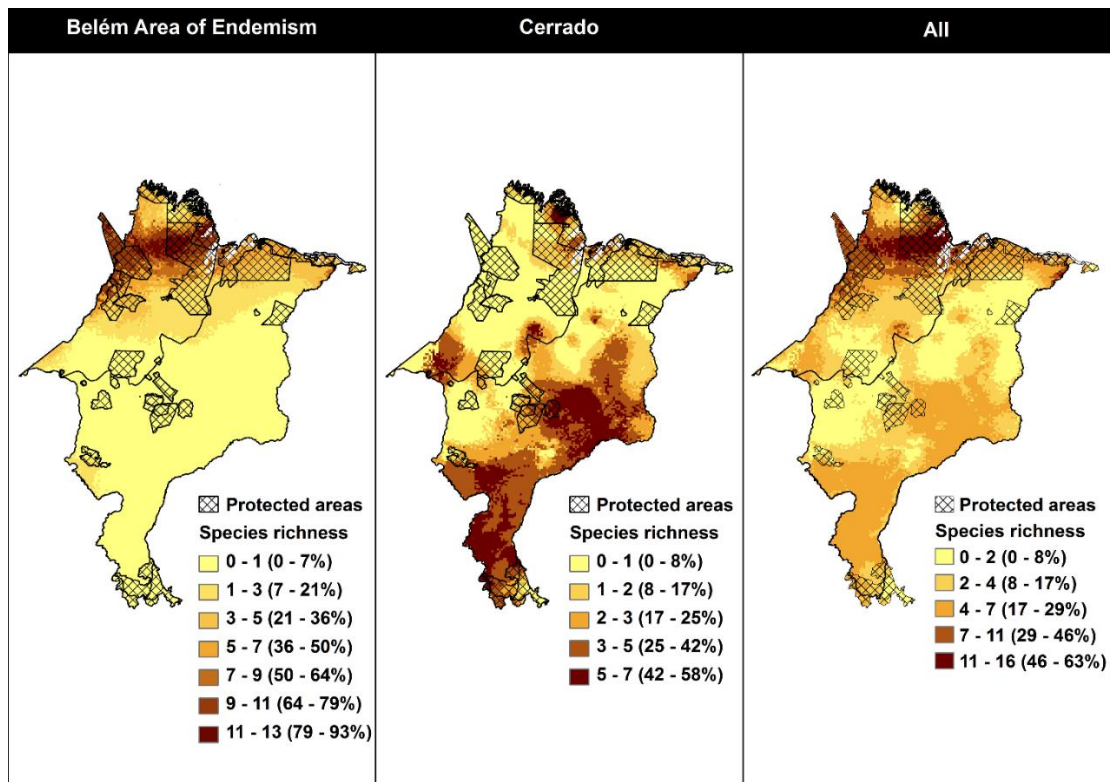 Belém Area of Endemism
Protected areas
Species richness
0 - 1 (0 - 7%)
1 - 3 (7 - 21%)
3 - 5 (21 - 36%)
5 - 7 (36 - 50%)
7 - 9 (50 - 64%)
9 - 11 (64 - 79%)
11 - 13 (79 - 93%)
Cerrado
Protected areas
Species richness
0 - 1 (0 - 8%)
1 - 2 (8 - 17%)
2 - 3 (17 - 25%)
3 - 5 (25 - 42%)
5 - 7 (42 - 58%)
All
Protected areas
Species richness
0 - 2 (0 - 8%)
2 - 4 (8 - 17%)
4 - 7 (17 - 29%)
7 - 11 (29 - 46%)
11 - 16 (46 - 63%)